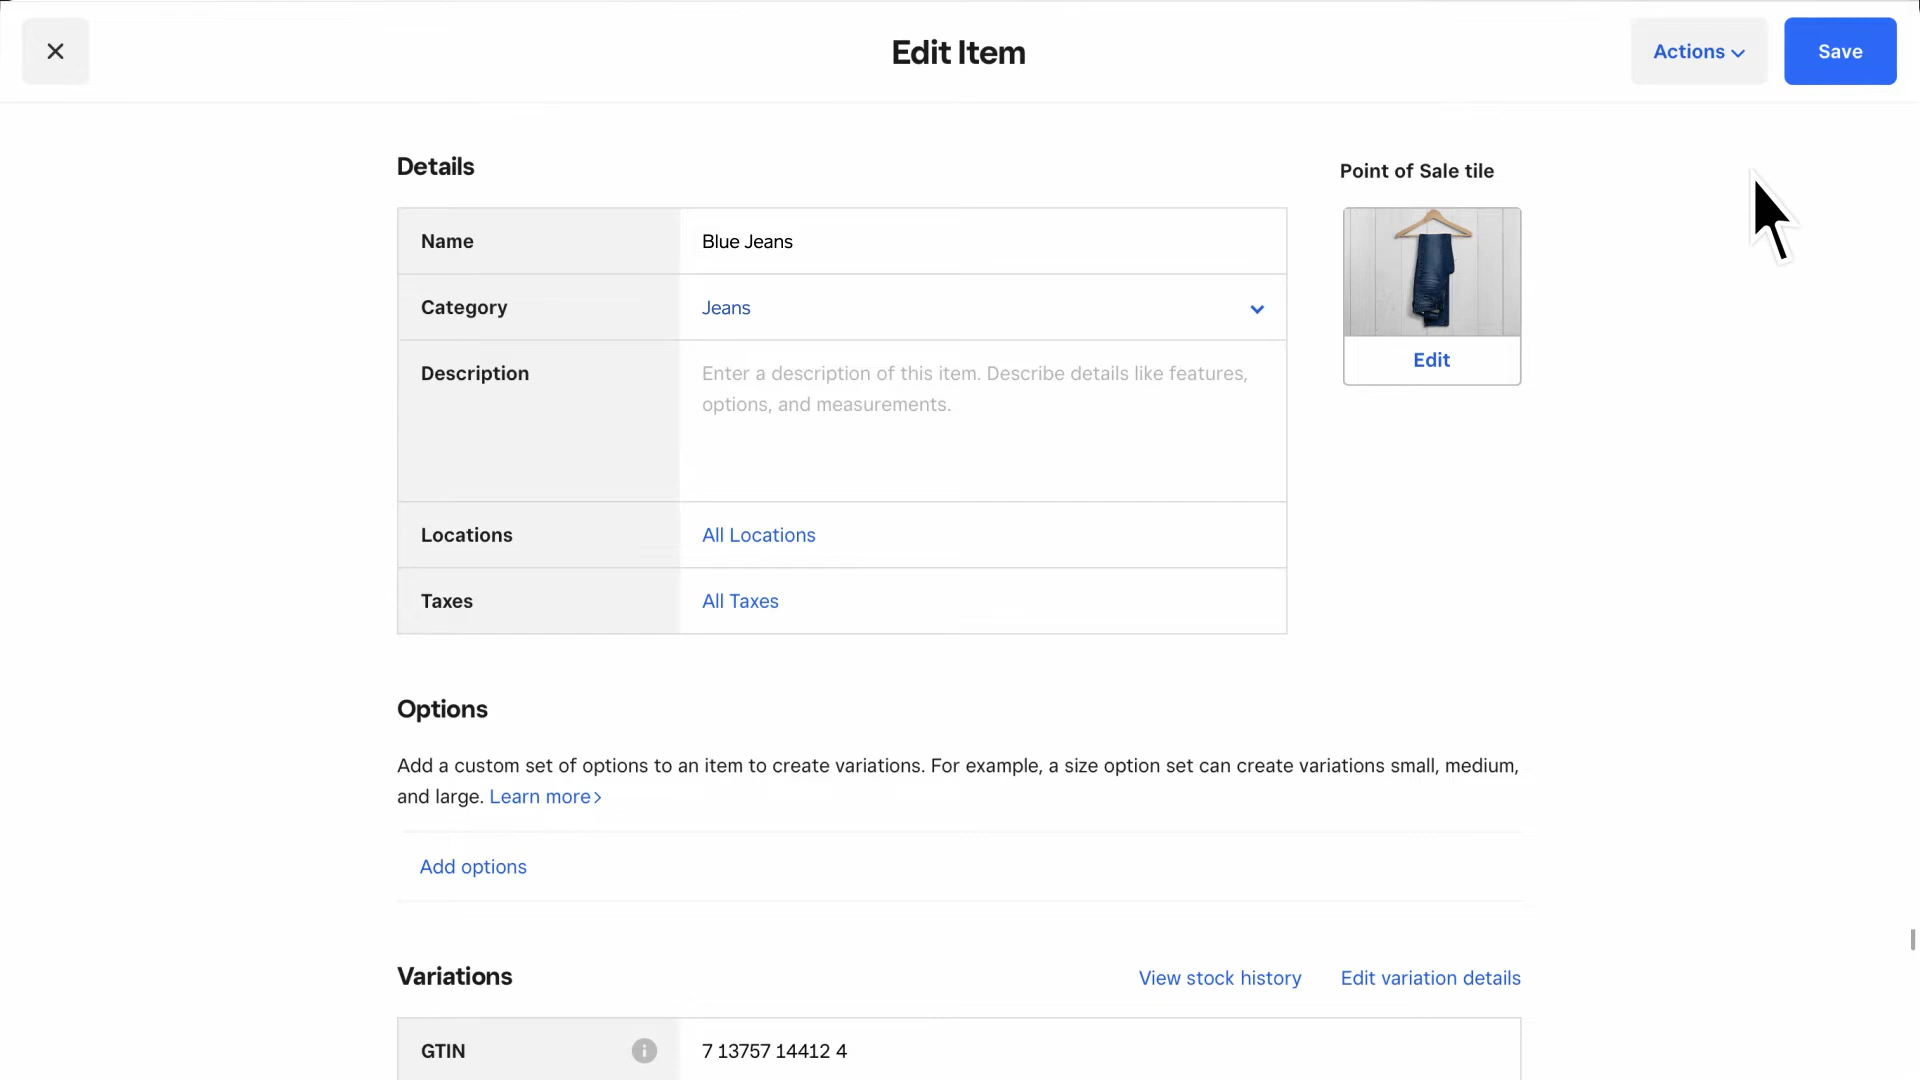 Edit Item
Actions
Save
Details
Point of Sale tile
Name
Blue Jeans
Category
Jeans
Edit
Description
Enter a description of this item. Describe details like features,
options, and measurements.
Locations
All Locations
Taxes
All Taxes
Options
Add a custom set of options to an item to create variations. For example, a size option set can create variations small, medium,
and large. Learn more
Add options
Variations
View stock history
Edit variation details
GTIN
7 13757 14412 4